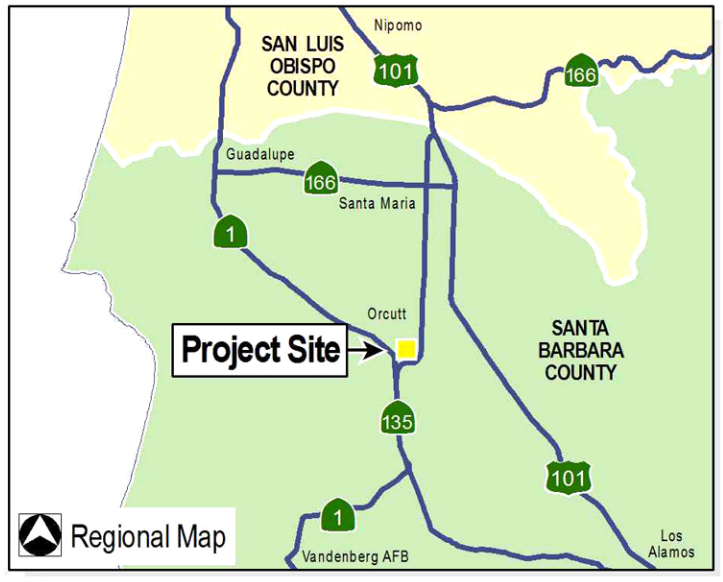 Nipomo
SAN LUIS
OBISPO
COUNTY
101
166
Guadalupe
166
Santa Maria
1
Orcutt
Project Site
SANTA
BARBARA
COUNTY
135
101
1
Regional Map
Vandenberg AFB
Los
Alamos